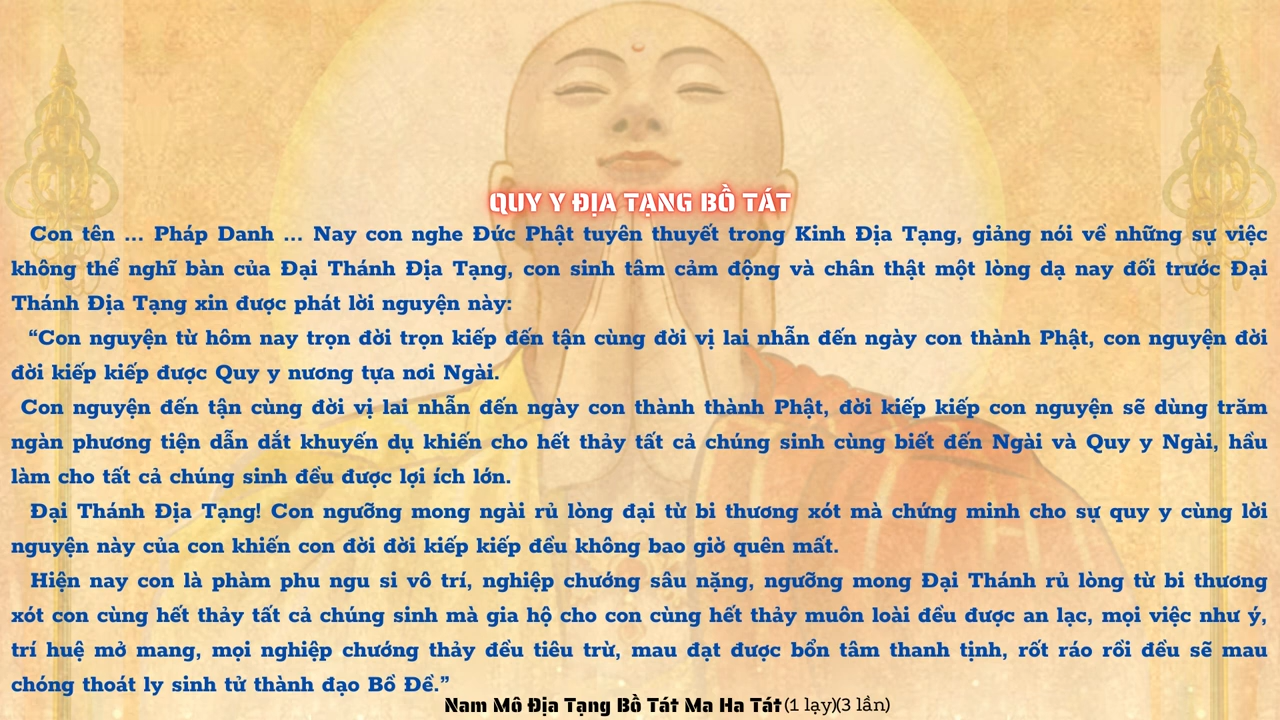 QUY Y ĐỊA TẠNG BỒ TÁT
Con tên ... Pháp Danh ... Nay con nghe Đức Phật tuyên thuyết trong Kinh Địa Tạng, giảng nói về những sự việc
không thể nghĩ bàn của Đại Thánh Địa Tạng, con sinh tâm cảm động và chân thật một lòng dạ nay đối trước Đại
Thánh Địa Tạng xin được phát lời nguyện này:
“Con nguyện từ hôm nay trọn đời trọn kiếp đến tận cùng đời vị lai nhẫn đến ngày con thành Phật, con nguyện đời
đời kiếp kiếp được Quy y nương tựa nơi Ngài.
Con nguyện đến tận cùng đời vị lai nhẫn đến ngày con thành thành Phật, đời kiếp kiếp con nguyện sẽ dùng trăm
ngàn phương tiện dẫn dắt khuyến dụ khiến cho hết thảy tất cả chúng sinh cùng biết đến Ngài và Quy y Ngài, hầu
làm cho tất cả chúng sinh đều được lợi ích lớn.
Đại Thánh Địa Tạng! Con ngưỡng mong ngài rủ lòng đại từ bi thương xót mà chứng minh cho sự quy y cùng lời
nguyện này của con khiến con đời đời kiếp kiếp đều không bao giờ quên mất.
Hiện nay con là phàm phu ngu si vô trí, nghiệp chướng sâu nặng, ngưỡng mong Đại Thánh rủ lòng từ bi thương
xót con cùng hết thảy tất cả chúng sinh mà gia hộ cho con cùng hết thảy muôn loài đều được an lạc, mọi việc như ý,
trí huệ mở mang, mọi nghiệp chướng thảy đều tiêu trừ, mau đạt được bổn tâm thanh tịnh, rốt ráo rồi đều sẽ mau
chóng thoát ly sinh tử thành đạo Bồ Đề.”
Nam Mô Địa Tạng Bồ Tát Ma Ha Tát (1 lạy)(3 lần)